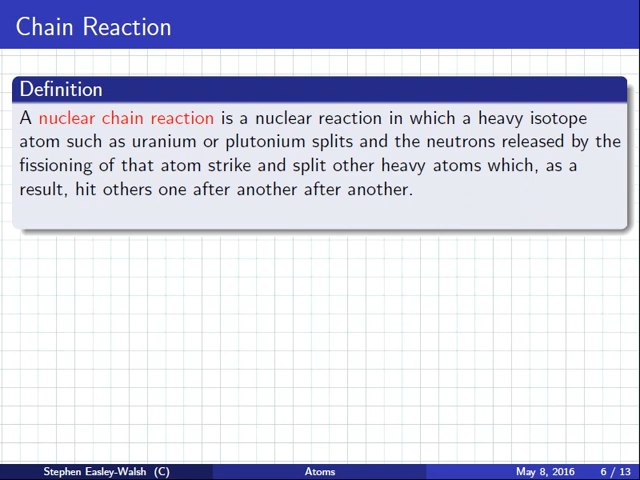 Chain Reaction
Definition
A nuclear chain reaction is a nuclear reaction in which a heavy isotope
atom such as uranium or plutonium splits and the neutrons released by the
fissioning of that atom strike and split other heavy atoms which, as a
result, hit others one after another after another.
Stephen Easley-Walsh (C) Atoms May 8, 2016 6 / 13